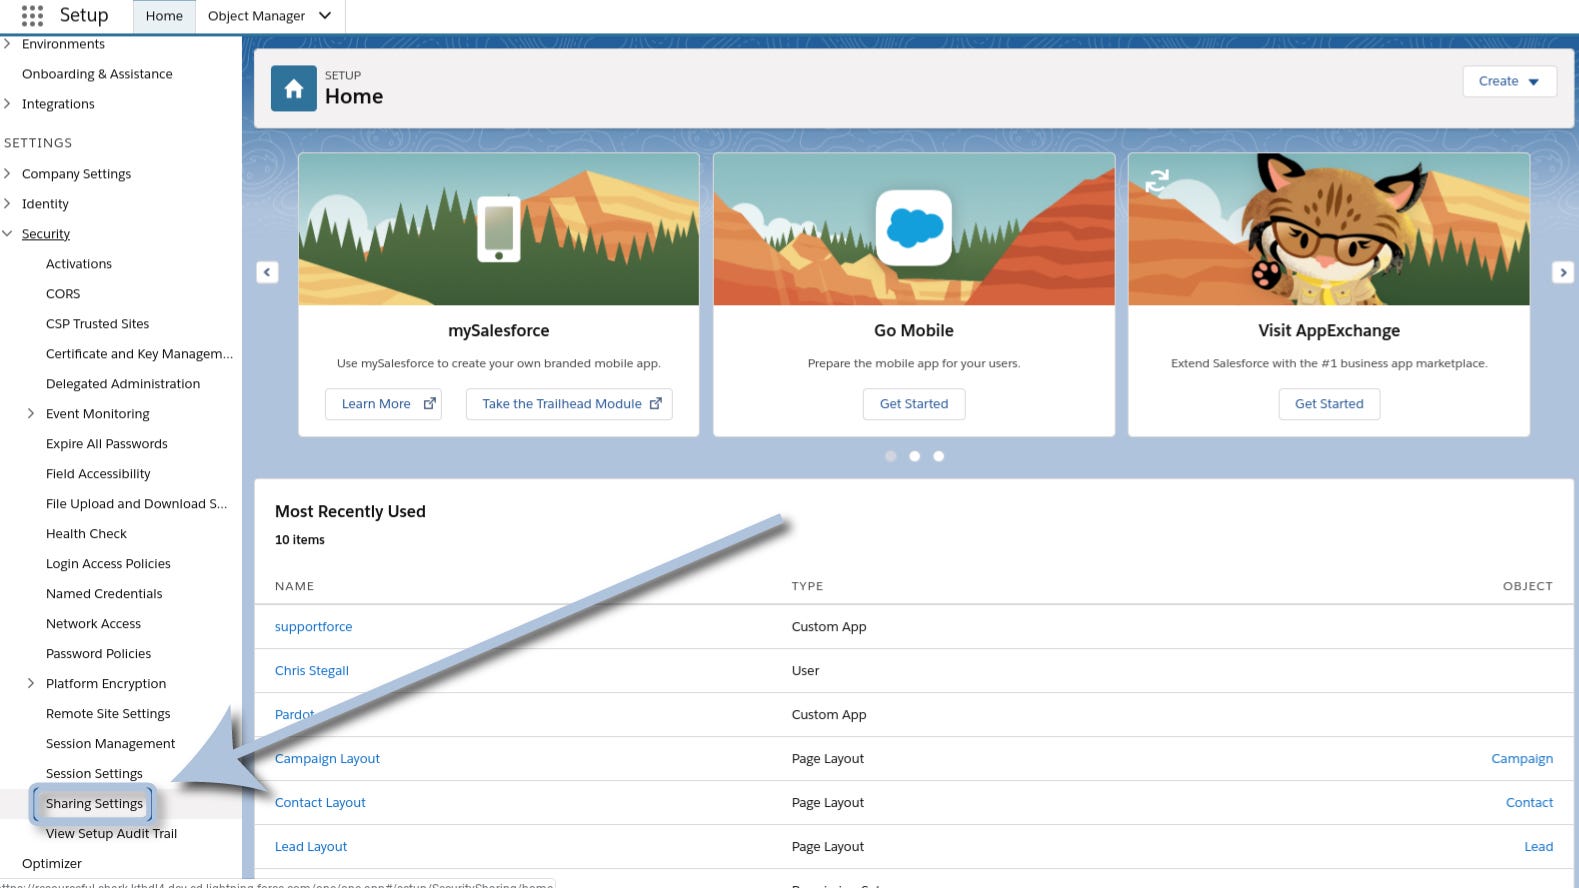 Setup
Home
Object Manager
Environments
Onboarding & Assistance
Integrations
SETTINGS
Company Settings
Identity
Security
Activations
CORS
CSP Trusted Sites
Certificate and Key Managem...
Delegated Administration
Event Monitoring
Expire All Passwords
Field Accessibility
File Upload and Download S...
Health Check
Login Access Policies
Named Credentials
Network Access
Password Policies
Platform Encryption
Remote Site Settings
Session Management
Session Settings
Sharing Settings
View Setup Audit Trail
Optimizer
SETUP
Home
Create
mySalesforce
Use mySalesforce to create your own branded mobile app.
Learn More
Take the Trailhead Module
Go Mobile
Prepare the mobile app for your users.
Get Started
Visit AppExchange
Extend Salesforce with the #1 business app marketplace.
Get Started
Most Recently Used
10 items
NAME TYPE OBJECT
supportforce Custom App
Chris Stegall User
Pardot Custom App
Campaign Layout Page Layout Campaign
Contact Layout Page Layout Contact
Lead Layout Page Layout Lead